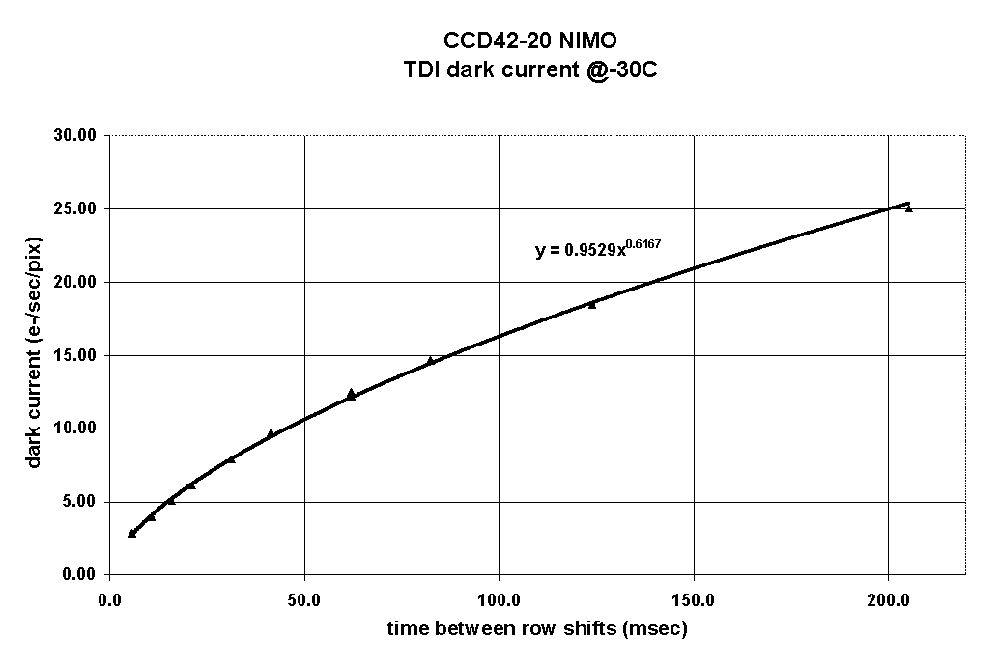 CCD42-20 NIMO
TDI dark current @-30C
30.00
25.00
y = 0.9529x^0.6167
20.00
15.00
10.00
5.00
0.00
dark current (e-/sec/pix)
0.0 50.0 100.0 150.0 200.0
time between row shifts (msec)